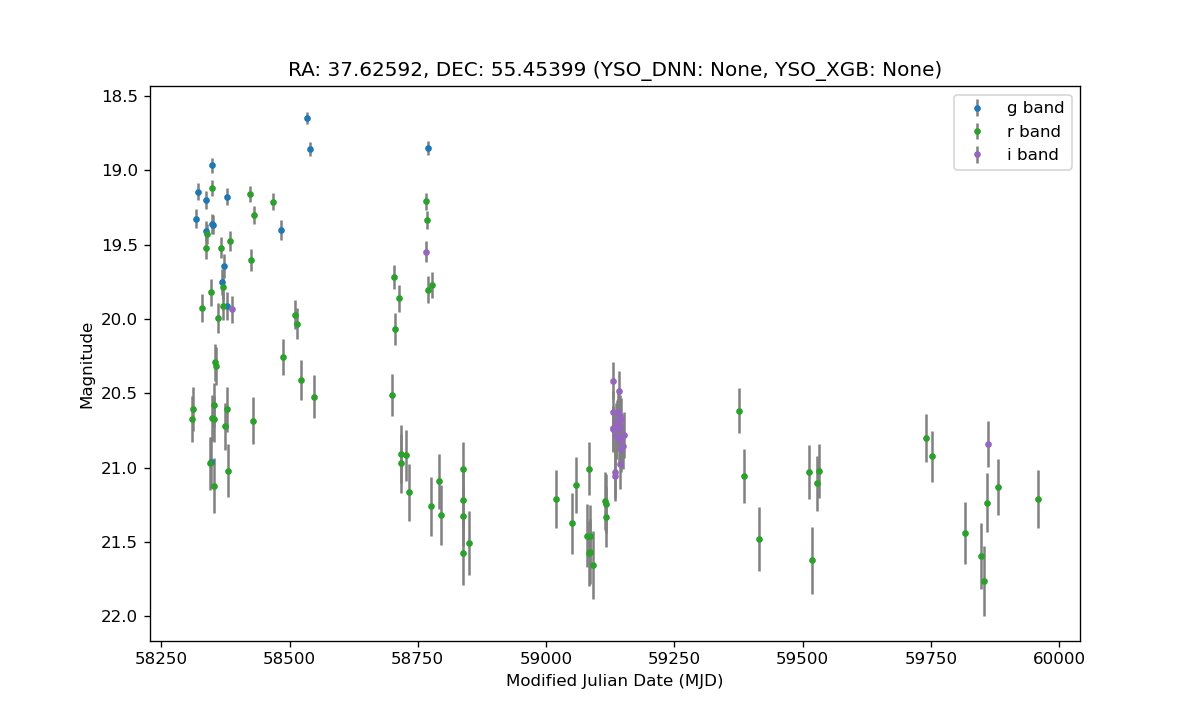 RA: 37.62592, DEC: 55.45399 (YSO_DNN: None, YSO_XGB: None)
g band
r band
i band
Magnitude
18.5
19.0
19.5
20.0
20.5
21.0
21.5
22.0
58250 58500 58750 59000 59250 59500 59750 60000
Modified Julian Date (MJD)